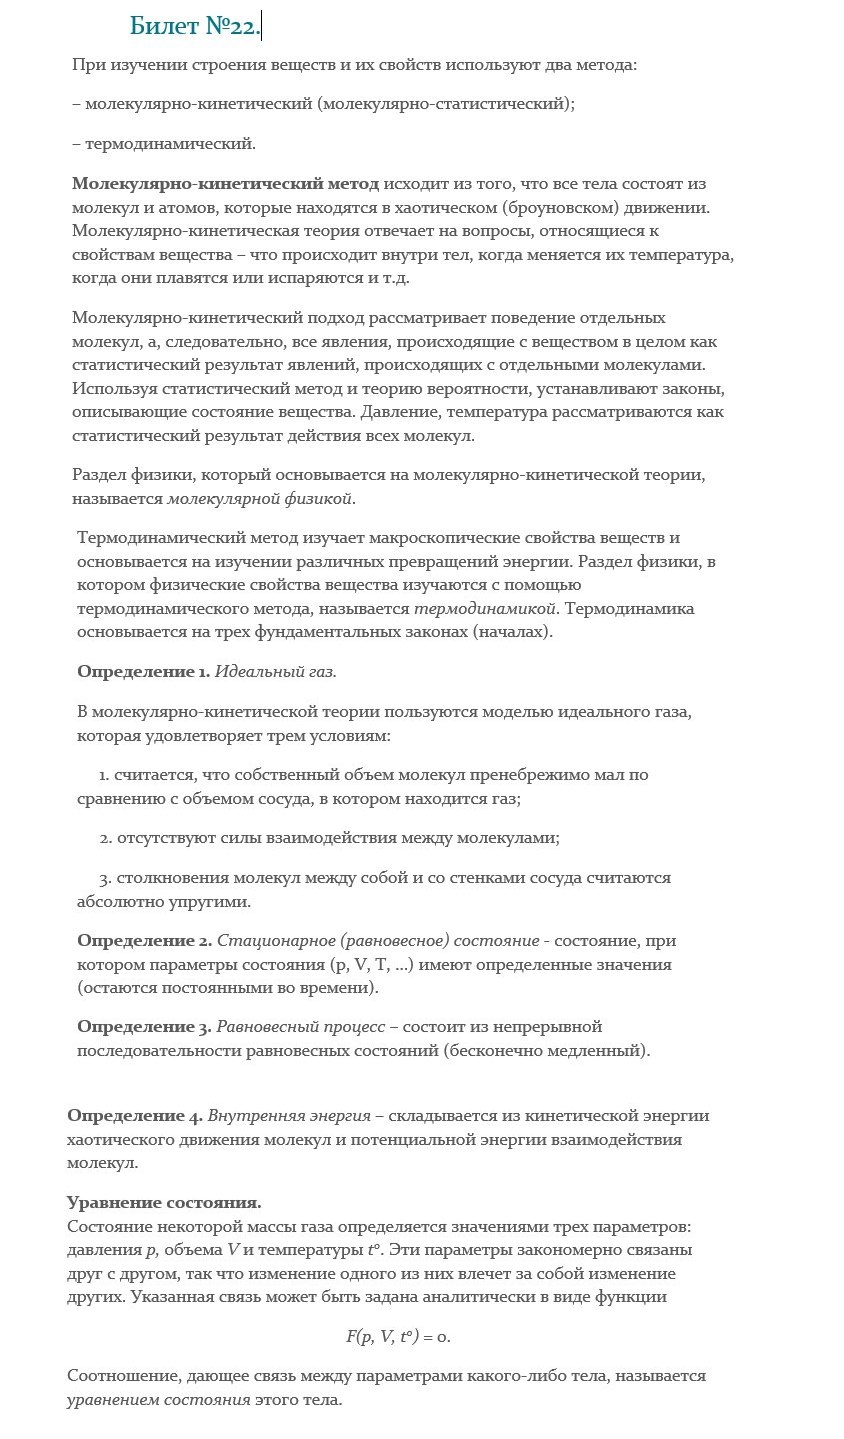 Билет №22.
При изучении строения веществ и их свойств используют два метода:
– молекулярно-кинетический (молекулярно-статистический);
– термодинамический.
Молекулярно-кинетический метод исходит из того, что все тела состоят из
молекул и атомов, которые находятся в хаотическом (броуновском) движении.
Молекулярно-кинетическая теория отвечает на вопросы, относящиеся к
свойствам вещества – что происходит внутри тел, когда меняется их температура,
когда они плавятся или испаряются и т.д.
Молекулярно-кинетический подход рассматривает поведение отдельных
молекул, а, следовательно, все явления, происходящие с веществом в целом как
статистический результат явлений, происходящих с отдельными молекулами.
Используя статистический метод и теорию вероятности, устанавливают законы,
описывающие состояние вещества. Давление, температура рассматриваются как
статистический результат действия всех молекул.
Раздел физики, который основывается на молекулярно-кинетической теории,
называется молекулярной физикой.
Термодинамический метод изучает макроскопические свойства веществ и
основывается на изучении различных превращений энергии. Раздел физики, в
котором физические свойства вещества изучаются с помощью
термодинамического метода, называется термодинамикой. Термодинамика
основывается на трех фундаментальных законах (началах).
Определение 1. Идеальный газ.
В молекулярно-кинетической теории пользуются моделью идеального газа,
которая удовлетворяет трем условиям:
1. считается, что собственный объем молекул пренебрежимо мал по
сравнению с объемом сосуда, в котором находится газ;
2. отсутствуют силы взаимодействия между молекулами;
3. столкновения молекул между собой и со стенками сосуда считаются
абсолютно упругими.
Определение 2. Стационарное (равновесное) состояние - состояние, при
котором параметры состояния (p, V, T, ...) имеют определенные значения
(остаются постоянными во времени).
Определение 3. Равновесный процесс – состоит из непрерывной
последовательности равновесных состояний (бесконечно медленный).
Определение 4. Внутренняя энергия – складывается из кинетической энергии
хаотического движения молекул и потенциальной энергии взаимодействия
молекул.
Уравнение состояния.
Состояние некоторой массы газа определяется значениями трех параметров:
давления p, объема V и температуры t°. Эти параметры закономерно связаны
друг с другом, так что изменение одного из них влечет за собой изменение
других. Указанная связь может быть задана аналитически в виде функции
F(p, V, t°) = 0.
Соотношение, дающее связь между параметрами какого-либо тела, называется
уравнением состояния этого тела.